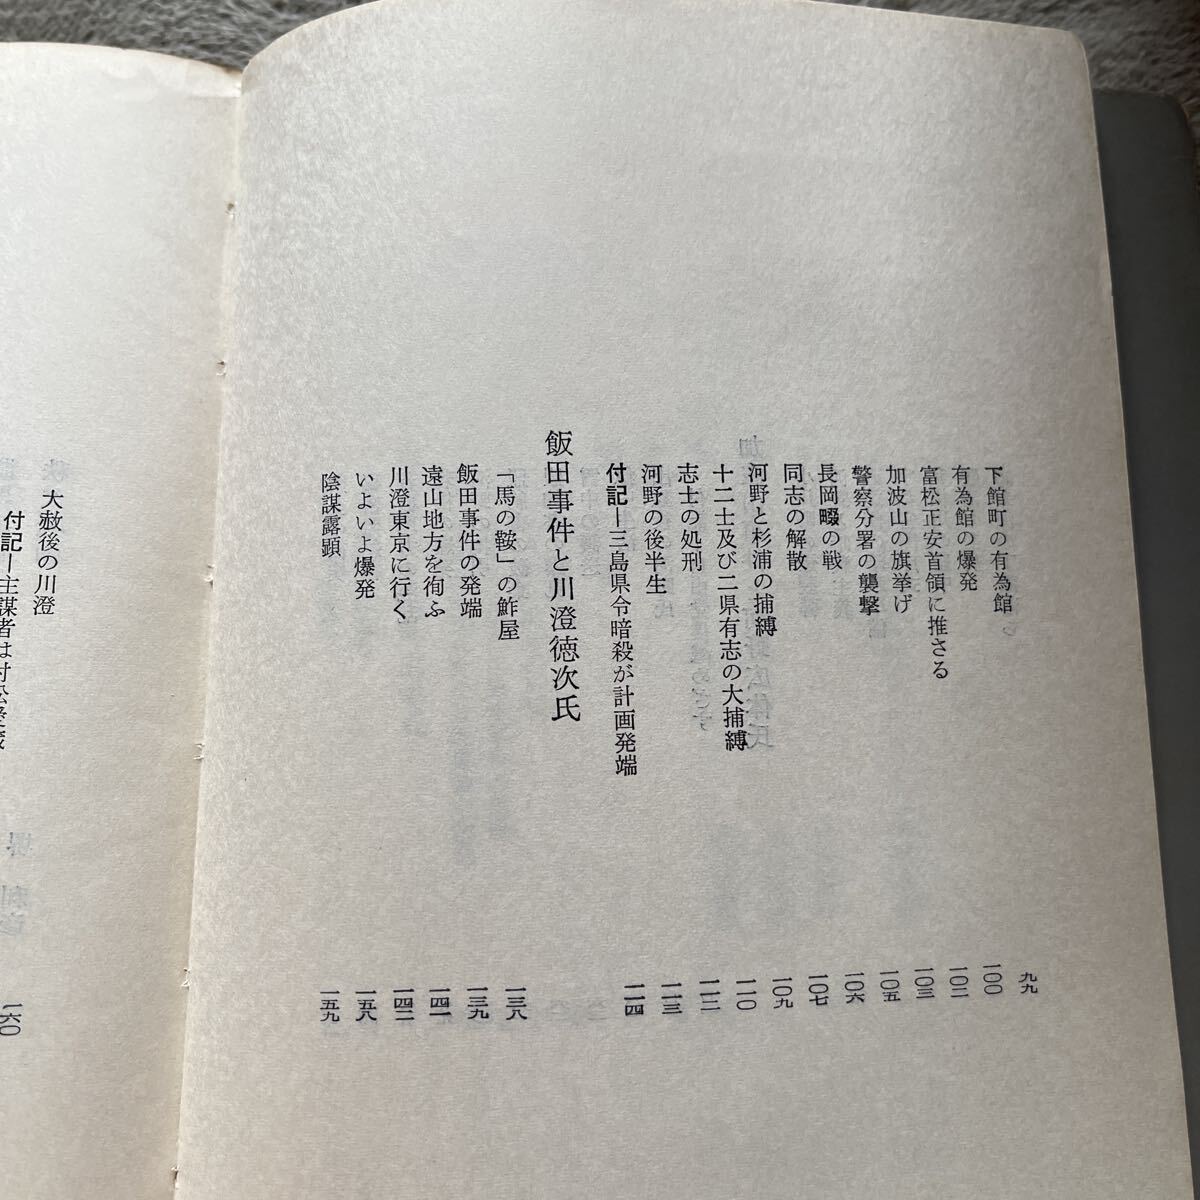 下館町の有為館 九九
有為館の爆発 一〇〇
富松正安首領に推さる 一〇二
加波山の旗挙げ 一〇三
警察分署の襲撃 一〇五
長岡畷の戦 一〇六
同志の解散 一〇七
河野と杉浦の捕縛 一〇九
十二士及び二県有志の大捕縛 一一〇
志士の処刑 一一二
河野の後半生 一一三
付記―三島県令暗殺が計画発端 一一四
飯田事件と川澄徳次氏
「馬の鞍」の鮓屋 一三八
飯田事件の発端 一三九
遠山地方を徇ふ 一四一
川澄東京に行く 一四二
いよいよ爆発 一五八
陰謀露顕 一五九
大赦後の川澄 一六〇
付記―主謀者は村松愛蔵